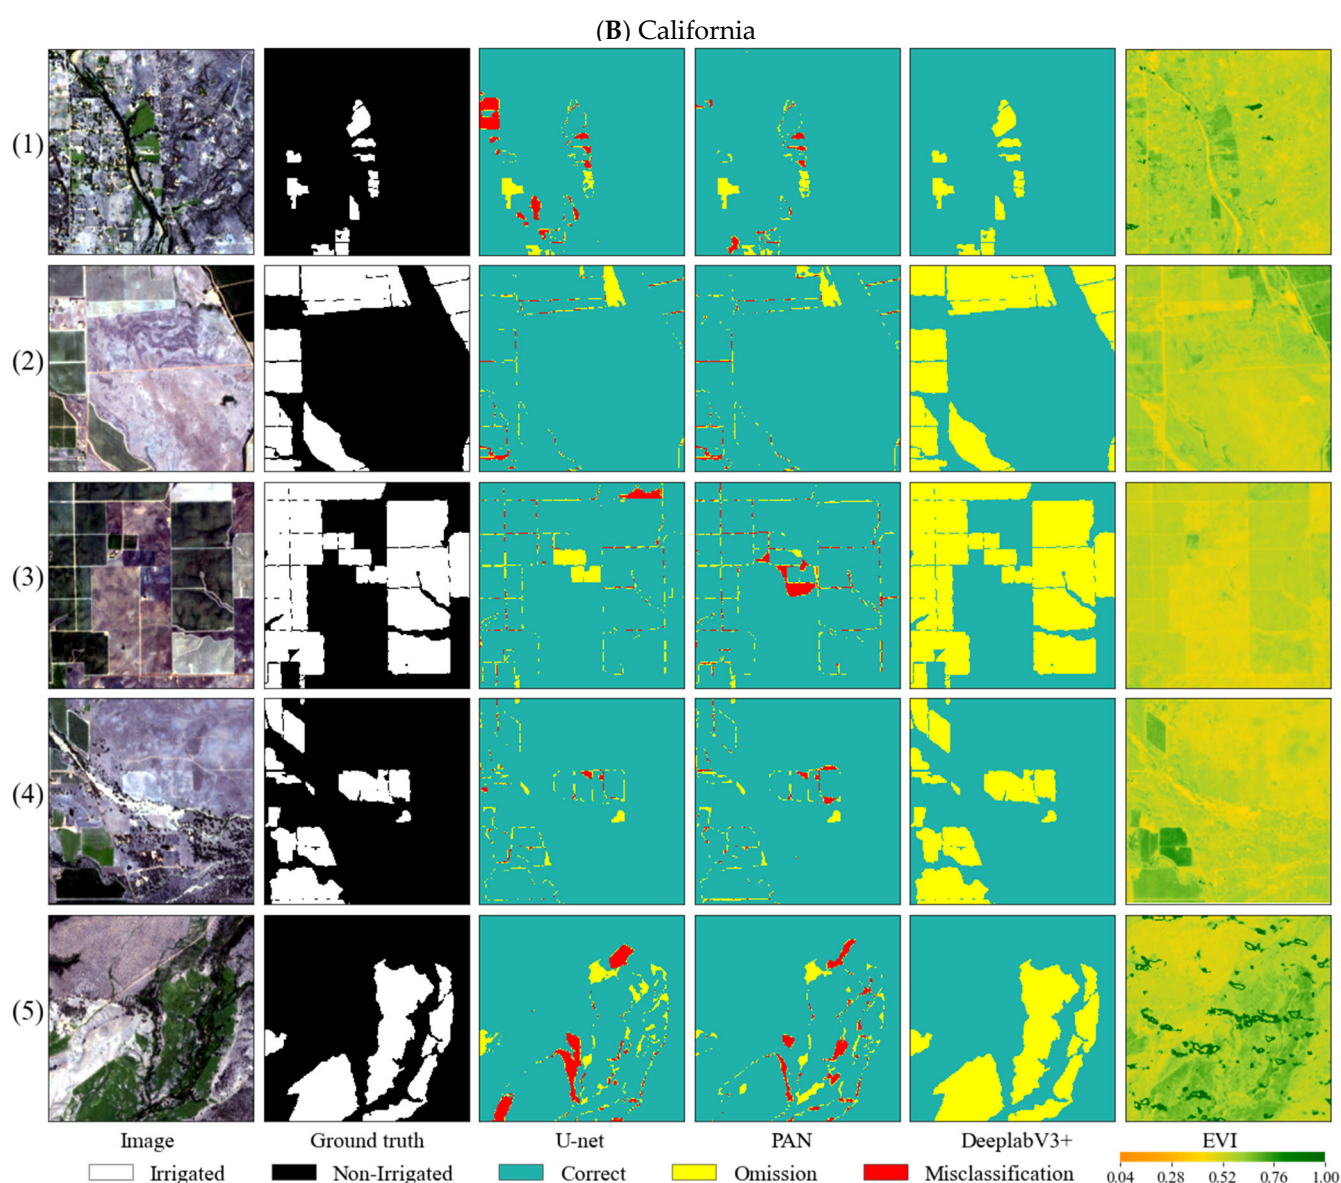 (B) California
(1)
(2)
(3)
(4)
(5)
Image Ground truth U-net PAN DeeplabV3+ EVI
Irrigated Non-Irrigated Correct Omission Misclassification
0.04 0.28 0.52 0.76 1.00